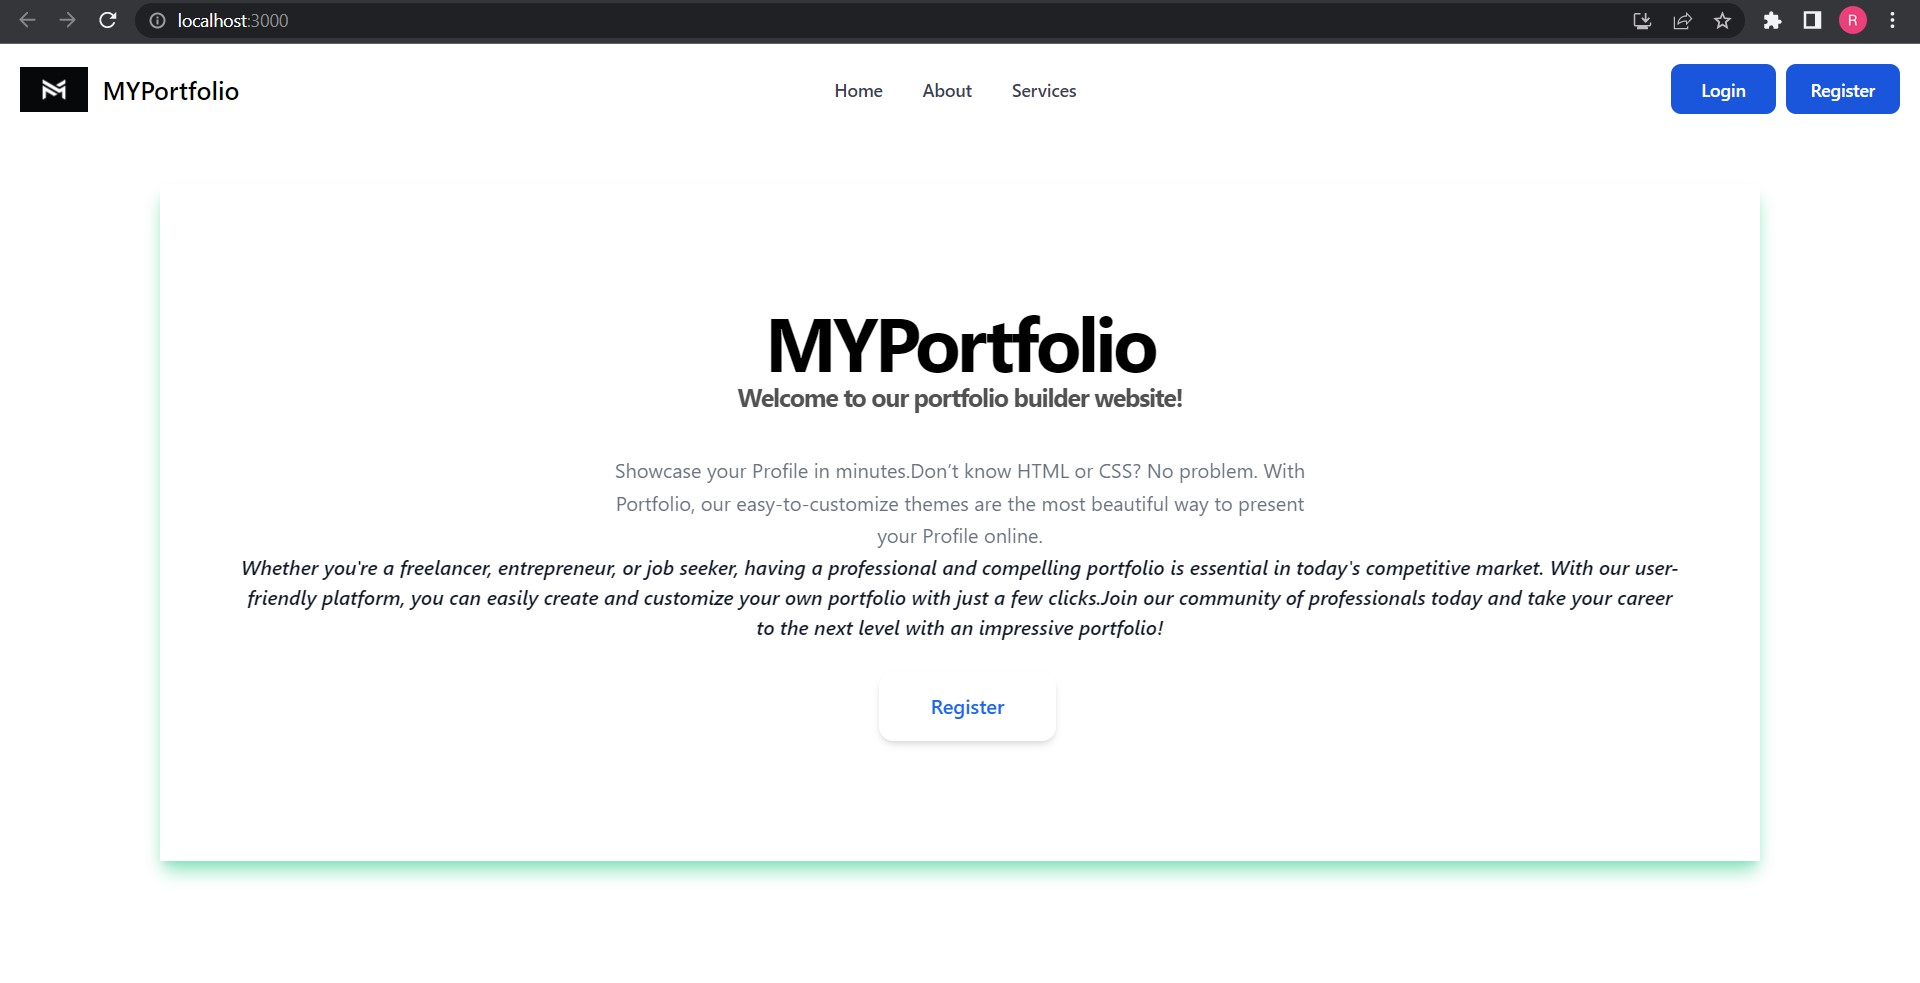 localhost:3000
R
MYPortfolio
Home About Services
Login Register
MYPortfolio
Welcome to our portfolio builder website!
Showcase your Profile in minutes.Don’t know HTML or CSS? No problem. With
Portfolio, our easy-to-customize themes are the most beautiful way to present
your Profile online.
Whether you're a freelancer, entrepreneur, or job seeker, having a professional and compelling portfolio is essential in today's competitive market. With our user-
friendly platform, you can easily create and customize your own portfolio with just a few clicks.Join our community of professionals today and take your career
to the next level with an impressive portfolio!
Register